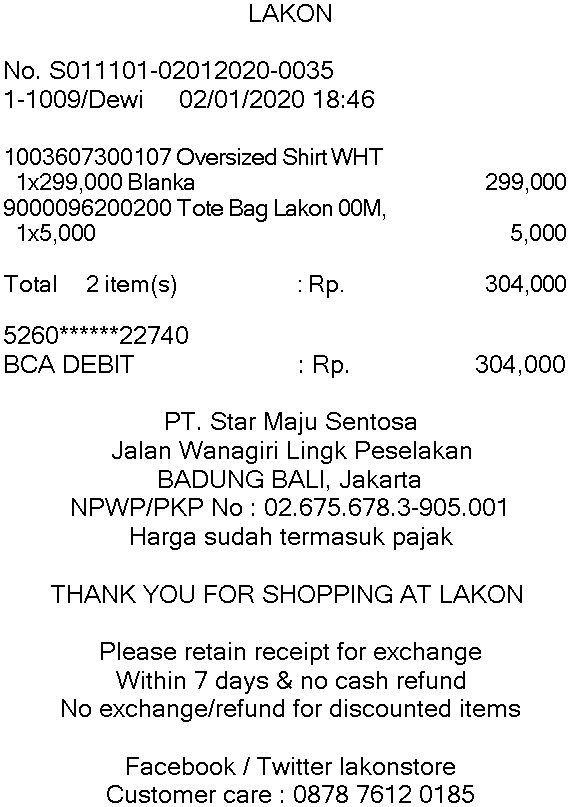 LAKON
No. S011101-02012020-0035
1-1009/Dewi 02/01/2020 18:46
1003607300107 Oversized Shirt WHT
1x299,000 Blanka 299,000
9000096200200 Tote Bag Lakon 00M,
1x5,000 5,000
Total 2 item(s) : Rp. 304,000
5260******22740
BCA DEBIT : Rp. 304,000
PT. Star Maju Sentosa
Jalan Wanagiri Lingk Peselakan
BADUNG BALI, Jakarta
NPWP/PKP No : 02.675.678.3-905.001
Harga sudah termasuk pajak
THANK YOU FOR SHOPPING AT LAKON
Please retain receipt for exchange
Within 7 days & no cash refund
No exchange/refund for discounted items
Facebook / Twitter lakonstore
Customer care : 0878 7612 0185